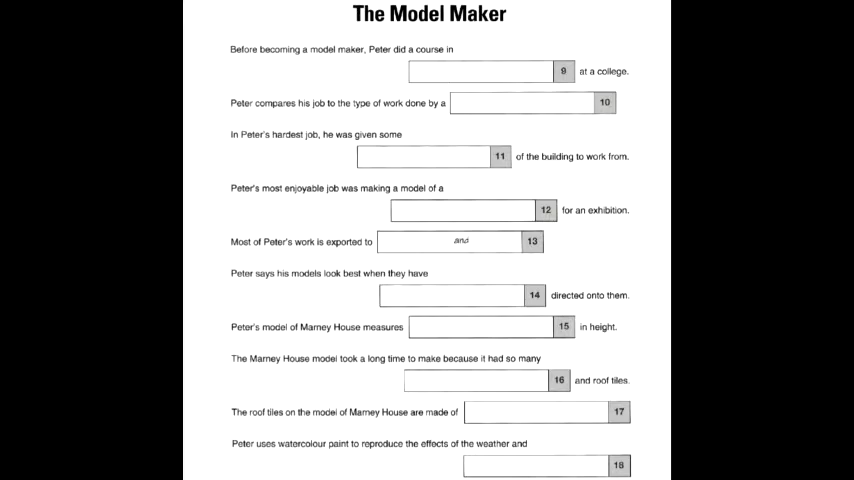 The Model Maker
Before becoming a model maker, Peter did a course in
9 at a college.
Peter compares his job to the type of work done by a 10
In Peter's hardest job, he was given some
11 of the building to work from.
Peter's most enjoyable job was making a model of a
12 for an exhibition.
Most of Peter's work is exported to and 13
Peter says his models look best when they have
14 directed onto them.
Peter's model of Marney House measures 15 in height.
The Marney House model took a long time to make because it had so many
16 and roof tiles.
The roof tiles on the model of Marney House are made of 17
Peter uses watercolour paint to reproduce the effects of the weather and
18